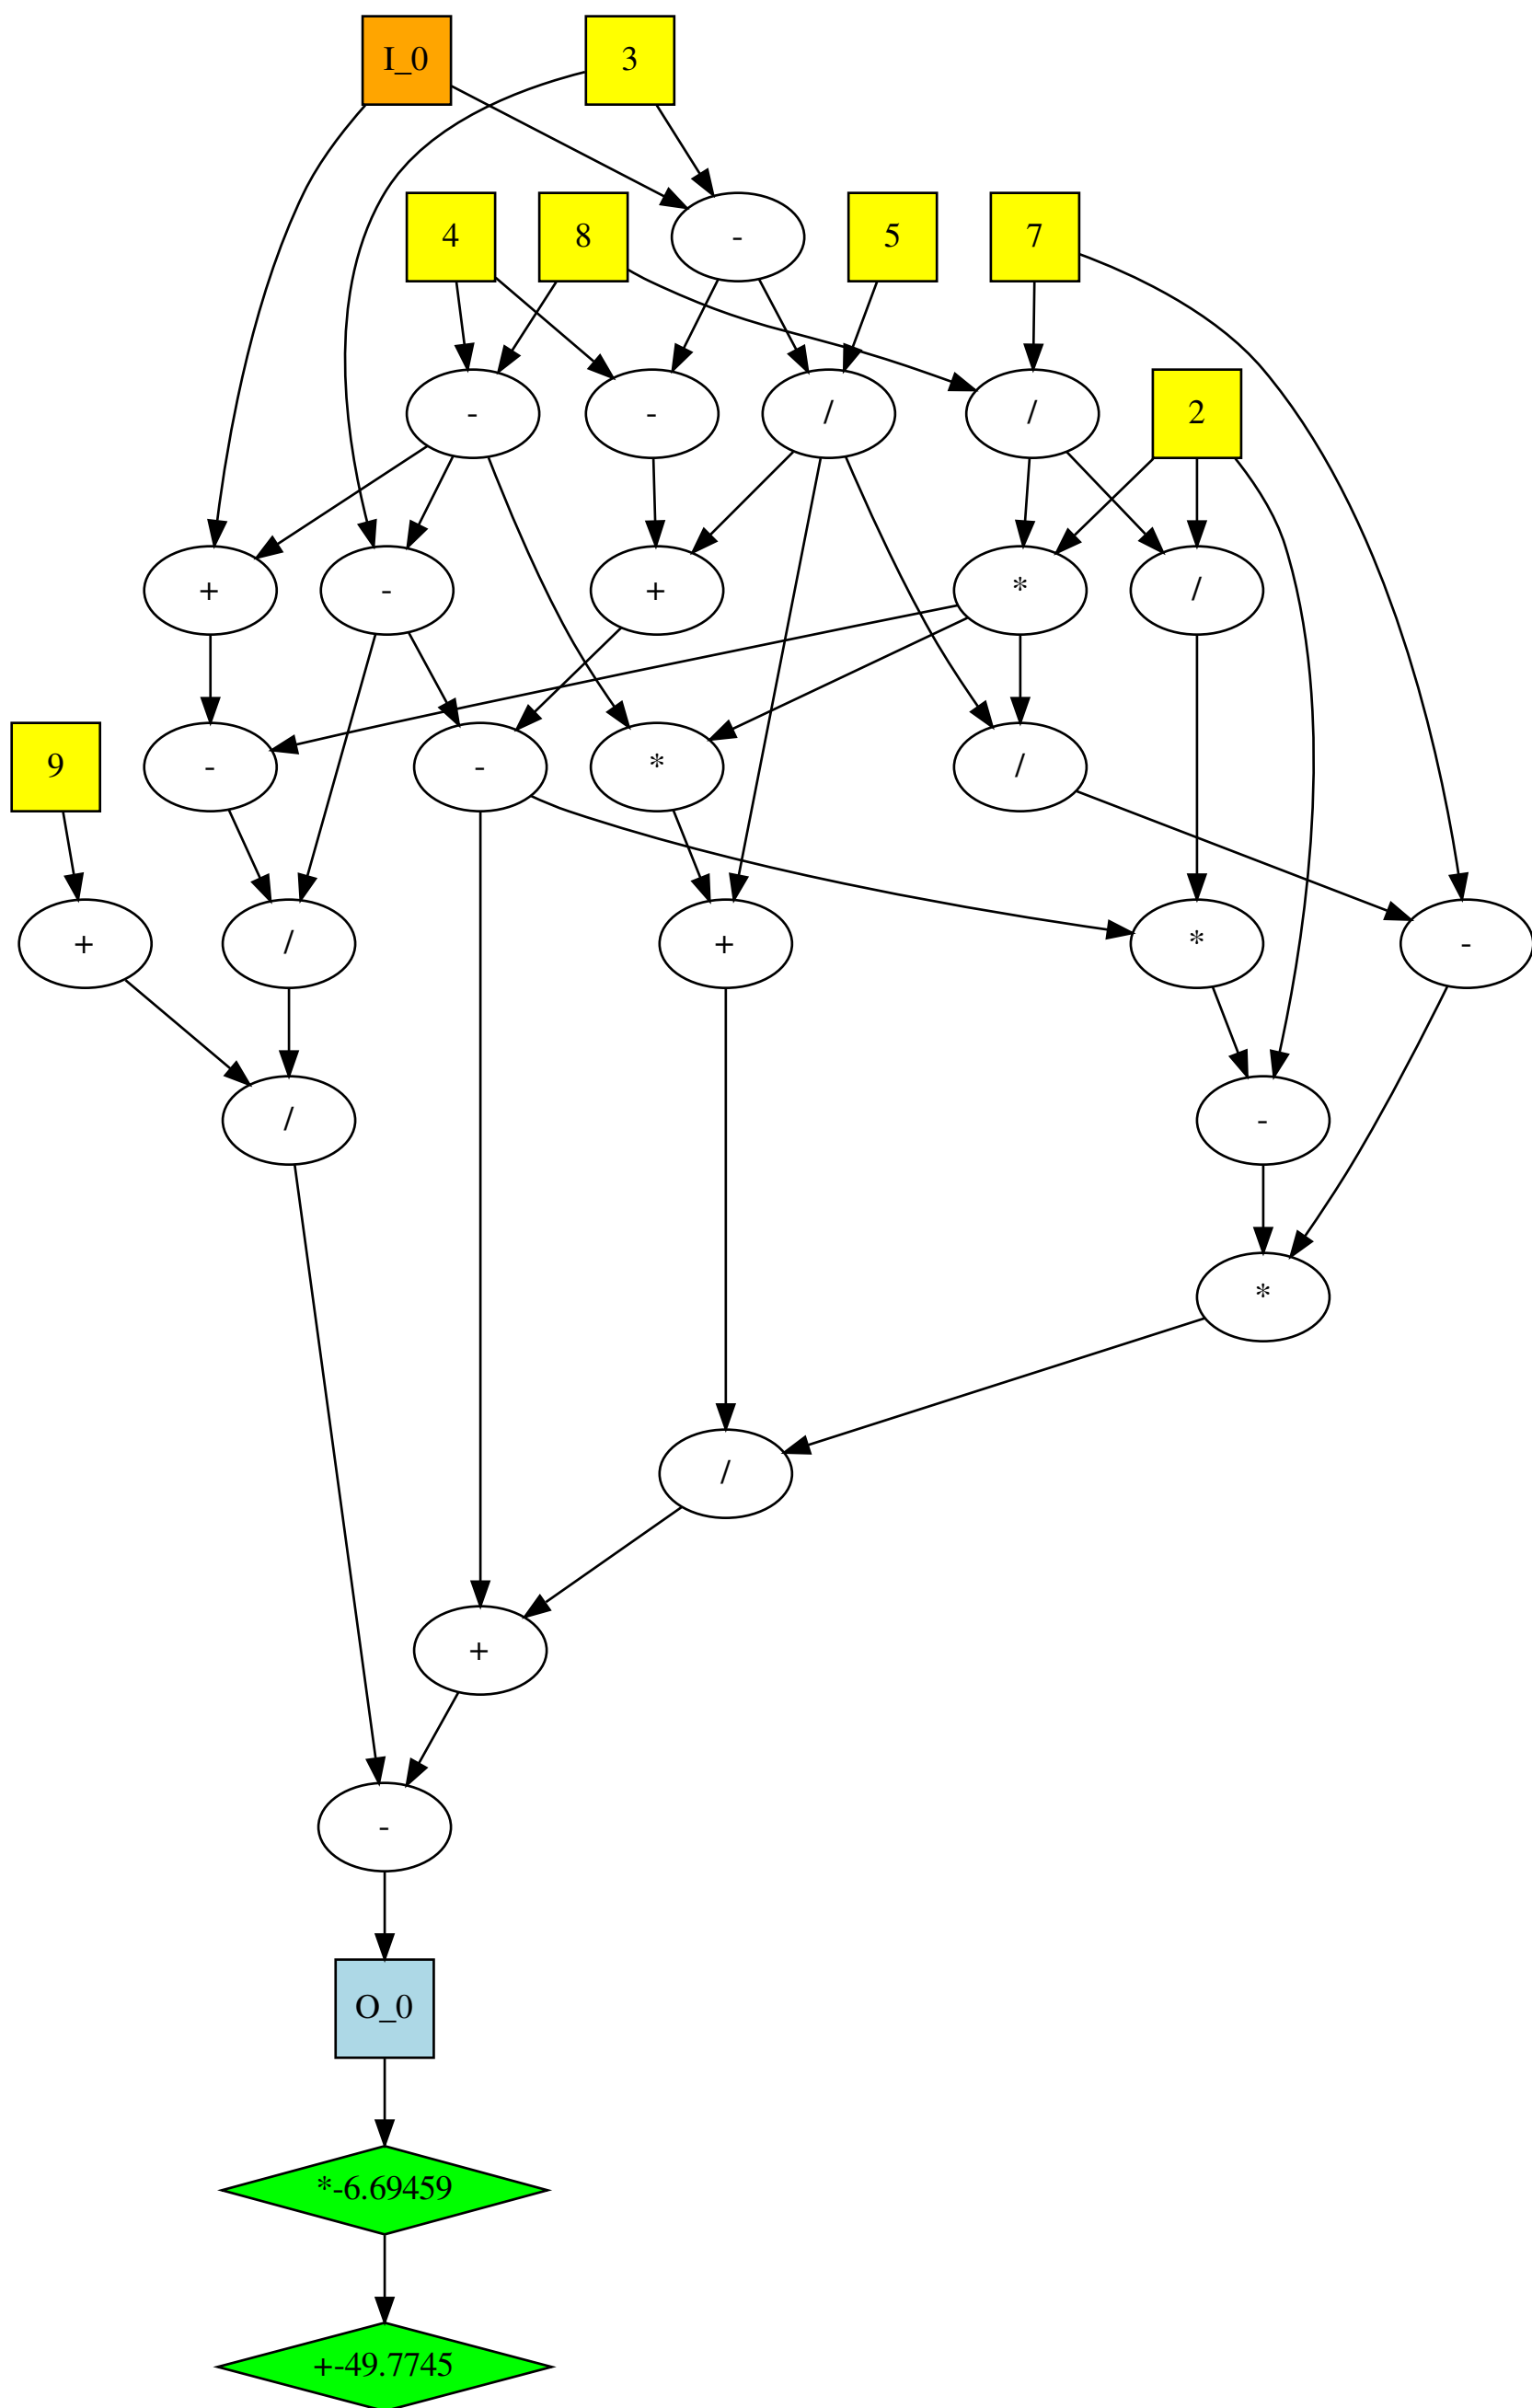 I_0 3
4 8 - 5 7
- - / / 2
+ - + * /
9 - - * /
+ / + * -
/ -
*
/
+
-
O_0
*-6.69459
+-49.7745